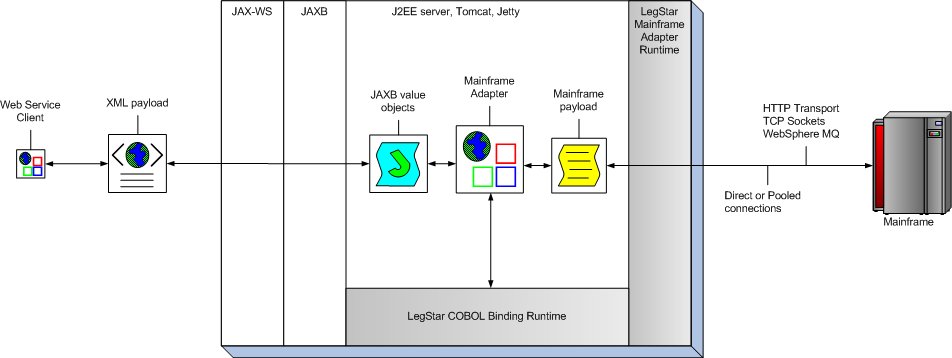 JAX-WS
JAXB
J2EE server, Tomcat, Jetty
LegStar
Mainframe
Adapter
Runtime
Web Service
Client
XML payload
JAXB value
objects
Mainframe
Adapter
Mainframe
payload
HTTP Transport
TCP Sockets
WebSphere MQ
Direct or Pooled
connections
Mainframe
LegStar COBOL Binding Runtime